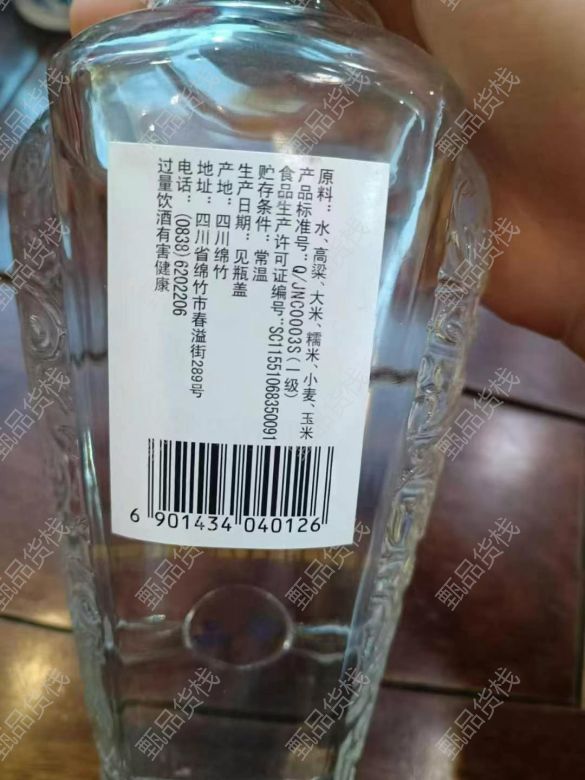 原料：水、高粱、大米、糯米、小麦、玉米
产品标准号：Q/JNC0003S(一级)
食品生产许可证编号:SC11551068350091
贮存条件：常温
生产日期：见瓶盖
产地：四川绵竹
地址：四川省绵竹市春溢街289号
电话：(0838)6202206
过量饮酒有害健康
6 901434 040126
甄品货栈